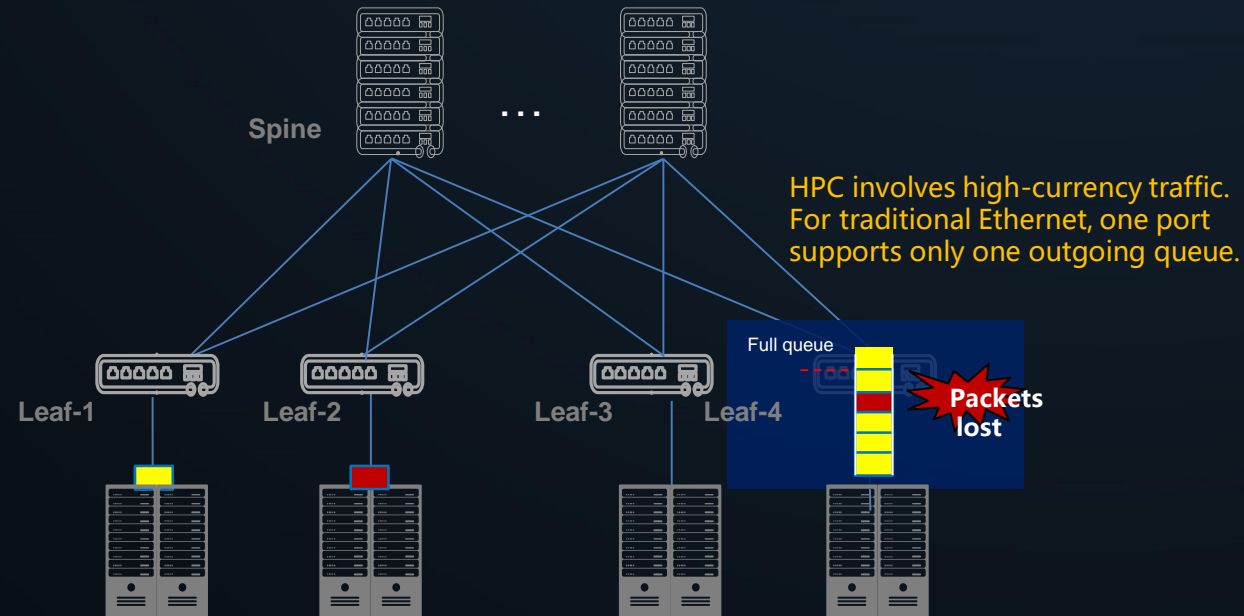 ...
Spine
HPC involves high-currency traffic.
For traditional Ethernet, one port
supports only one outgoing queue.
Full queue
Packets
lost
Leaf-1
Leaf-2
Leaf-3
Leaf-4